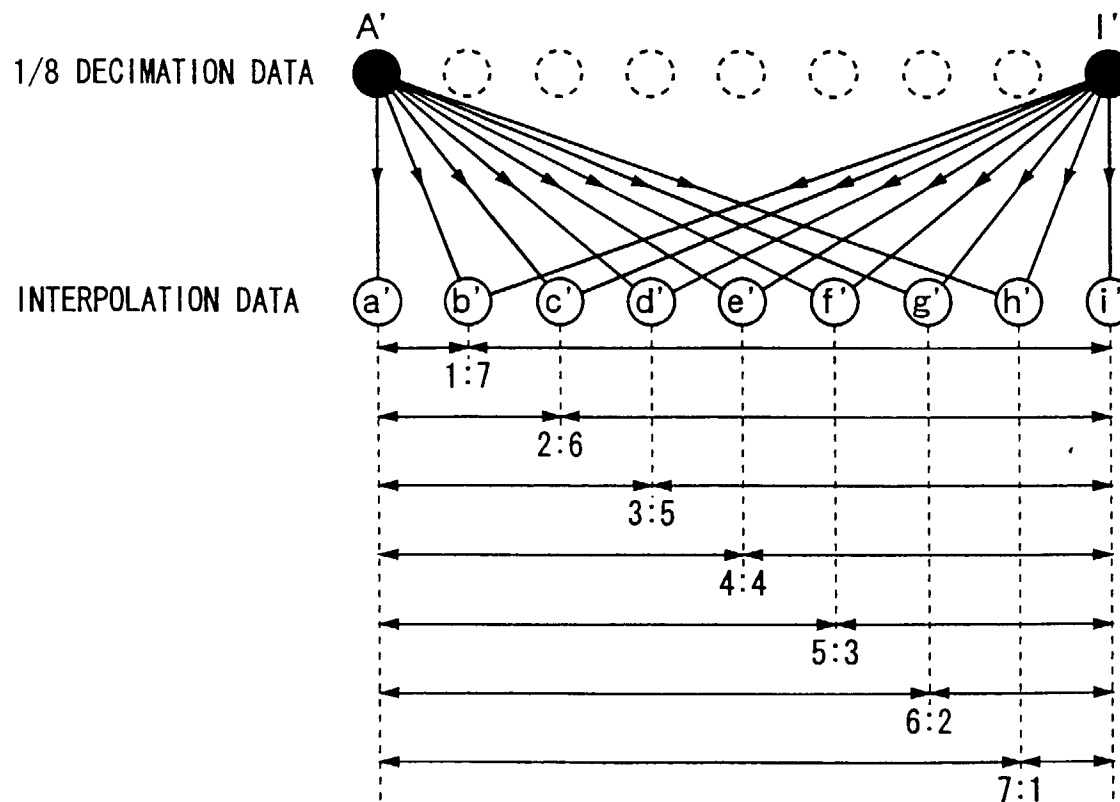 A' I'
1/8 DECIMATION DATA
INTERPOLATION DATA a' b' c' d' e' f' g' h' i'
1:7
2:6
3:5
4:4
5:3
6:2
7:1